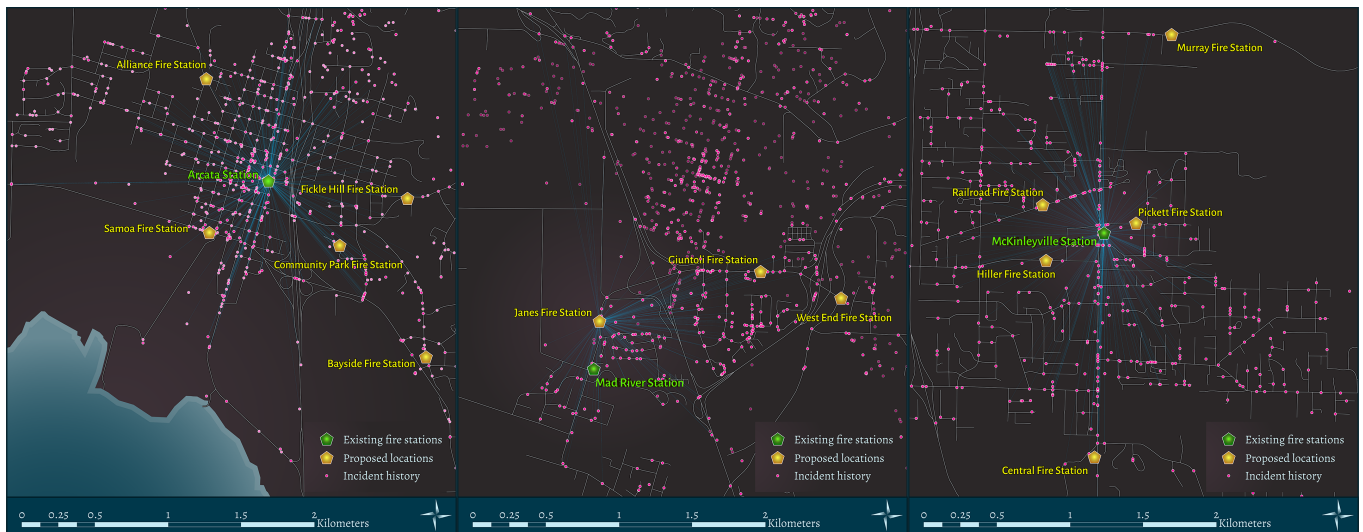 Alliance Fire Station
Arcata Station
Fickle Hill Fire Station
Samoa Fire Station
Community Park Fire Station
Bayside Fire Station
Existing fire stations
Proposed locations
Incident history
0 0.25 0.5 1 1.5 2
Kilometers
Giuntoli Fire Station
Janes Fire Station
West End Fire Station
Mad River Station
Existing fire stations
Proposed locations
Incident history
0 0.25 0.5 1 1.5 2
Kilometers
Murray Fire Station
Railroad Fire Station
Pickett Fire Station
McKinleyville Station
Hiller Fire Station
Central Fire Station
Existing fire stations
Proposed locations
Incident history
0 0.25 0.5 1 1.5 2
Kilometers